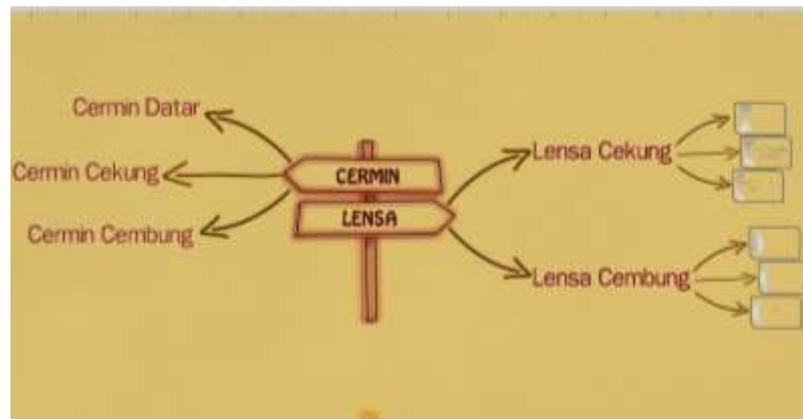 Cermin Datar
Cermin Cekung
Cermin Cembung
CERMIN
LENSA
Lensa Cekung
Lensa Cembung